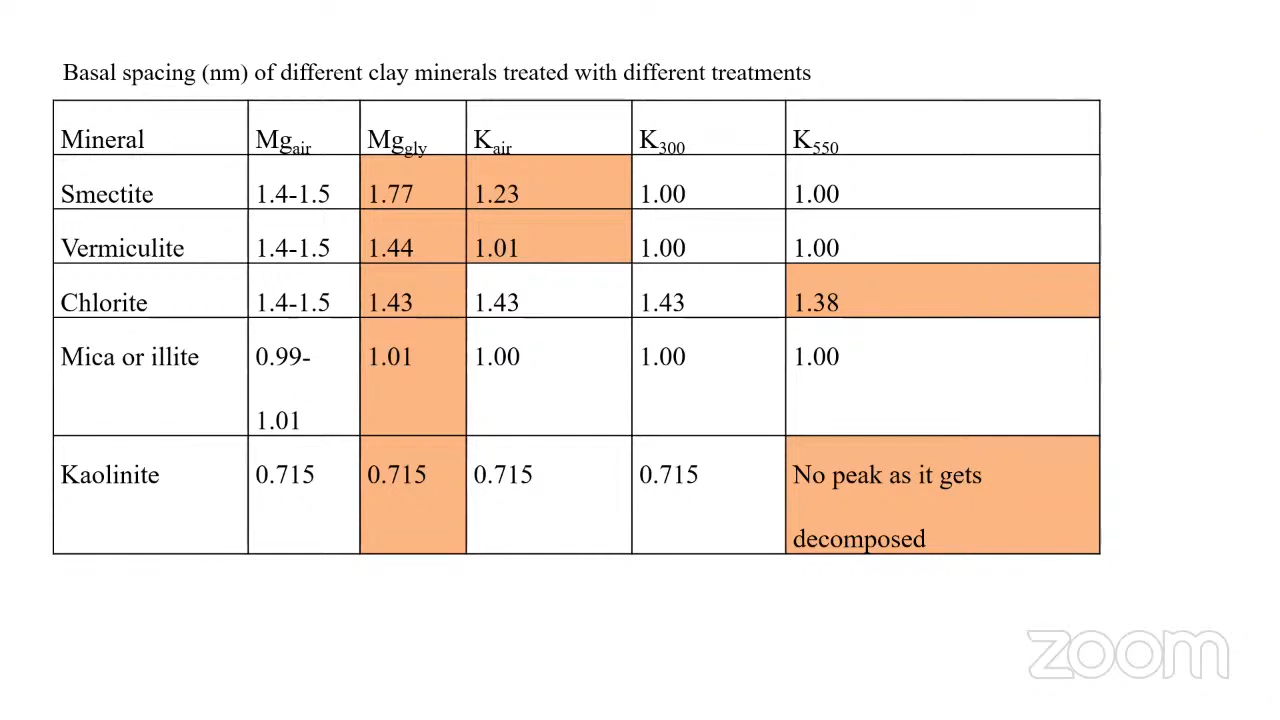 Basal spacing (nm) of different clay minerals treated with different treatments
Mineral Mgair Mggly Kair K300 K550
Smectite 1.4-1.5 1.77 1.23 1.00 1.00
Vermiculite 1.4-1.5 1.44 1.01 1.00 1.00
Chlorite 1.4-1.5 1.43 1.43 1.43 1.38
Mica or illite 0.99- 1.01 1.00 1.00 1.00
1.01
Kaolinite 0.715 0.715 0.715 0.715 No peak as it gets
decomposed
zoom